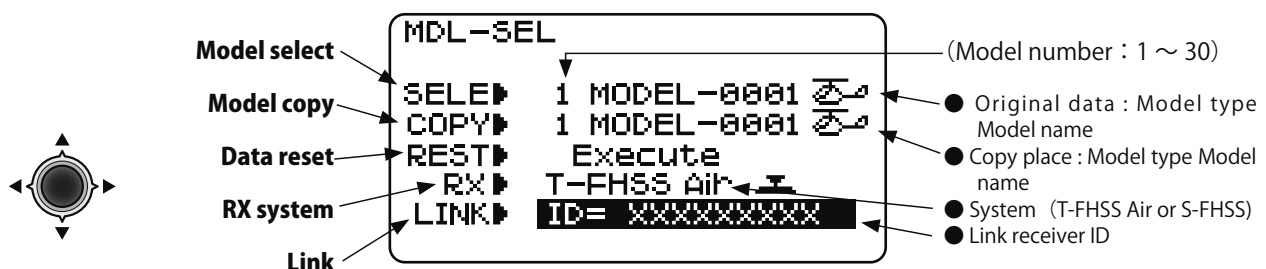 MDL-SEL
Model select
(Model number：1 ～ 30)
SELE▶ 1 MODEL-0001
● Original data : Model type
Model name
Model copy
COPY▶ 1 MODEL-0001
● Copy place : Model type Model
name
Data reset
REST▶ Execute
RX system
RX▶ T-FHSS Air
● System （T-FHSS Air or S-FHSS)
Link
LINK▶ ID= XXXXXXXX
● Link receiver ID